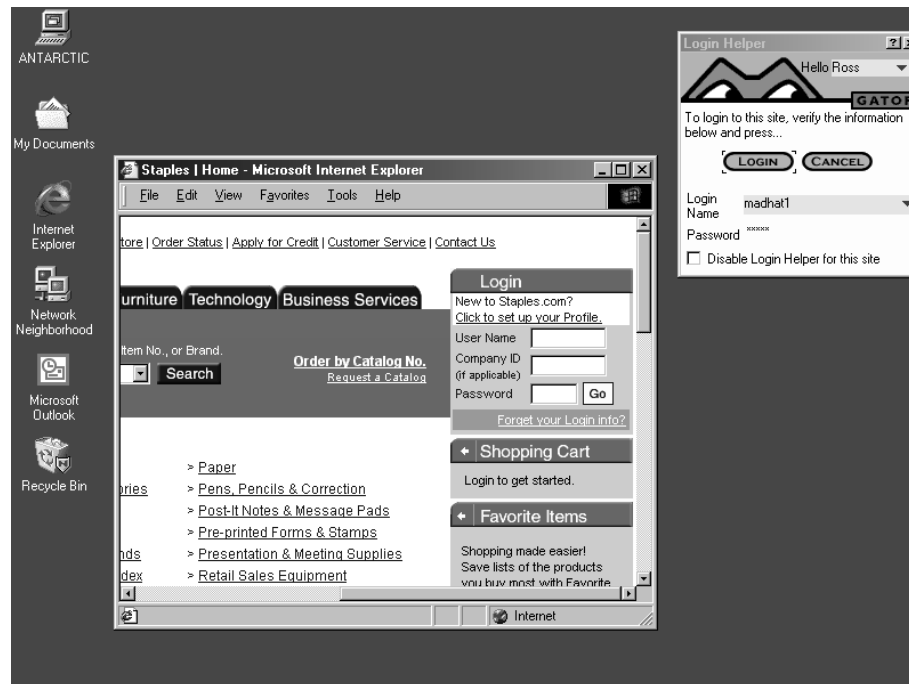 ANTARCTIC
My Documents
Internet
Explorer
Network
Neighborhood
Microsoft
Outlook
Recycle Bin
Staples | Home - Microsoft Internet Explorer
File Edit View Favorites Tools Help
tore | Order Status | Apply for Credit | Customer Service | Contact Us
urniture Technology Business Services
Item No., or Brand.
Search
Order by Catalog No.
Request a Catalog
Login
New to Staples.com?
Click to set up your Profile.
User Name
Company ID
(if applicable)
Password Go
Forget your Login info?
Shopping Cart
Login to get started.
Favorite Items
Shopping made easier!
Save lists of the products
you buy most with Favorite
> Paper
ories > Pens, Pencils & Correction
> Post-It Notes & Message Pads
> Pre-printed Forms & Stamps
nds > Presentation & Meeting Supplies
dex > Retail Sales Equipment
Internet
Login Helper
Hello Ross
GATOR
To login to this site, verify the information
below and press...
LOGIN CANCEL
Login
Name madhat1
Password *****
Disable Login Helper for this site